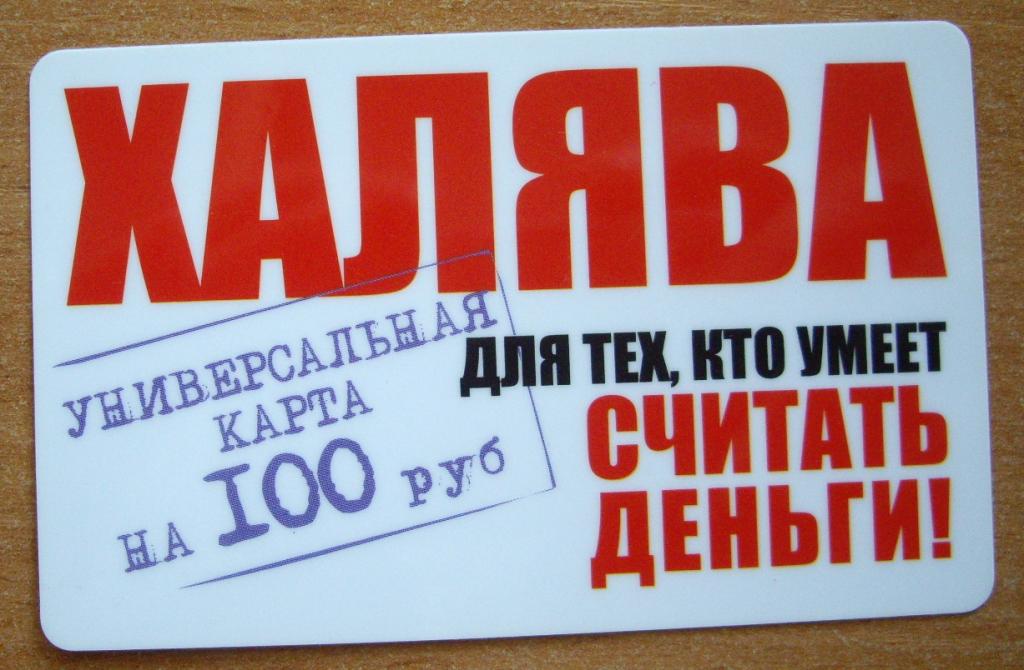 ХАЛЯВА
ДЛЯ ТЕХ, КТО УМЕЕТ
СЧИТАТЬ
ДЕНЬГИ!
УНИВЕРСАЛЬНАЯ
КАРТА
НА 100 руб